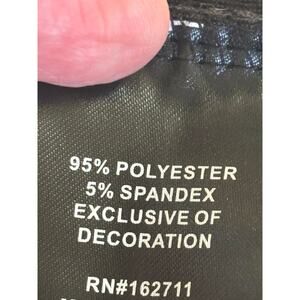 95% POLYESTER
5% SPANDEX
EXCLUSIVE OF
DECORATION
RN#162711